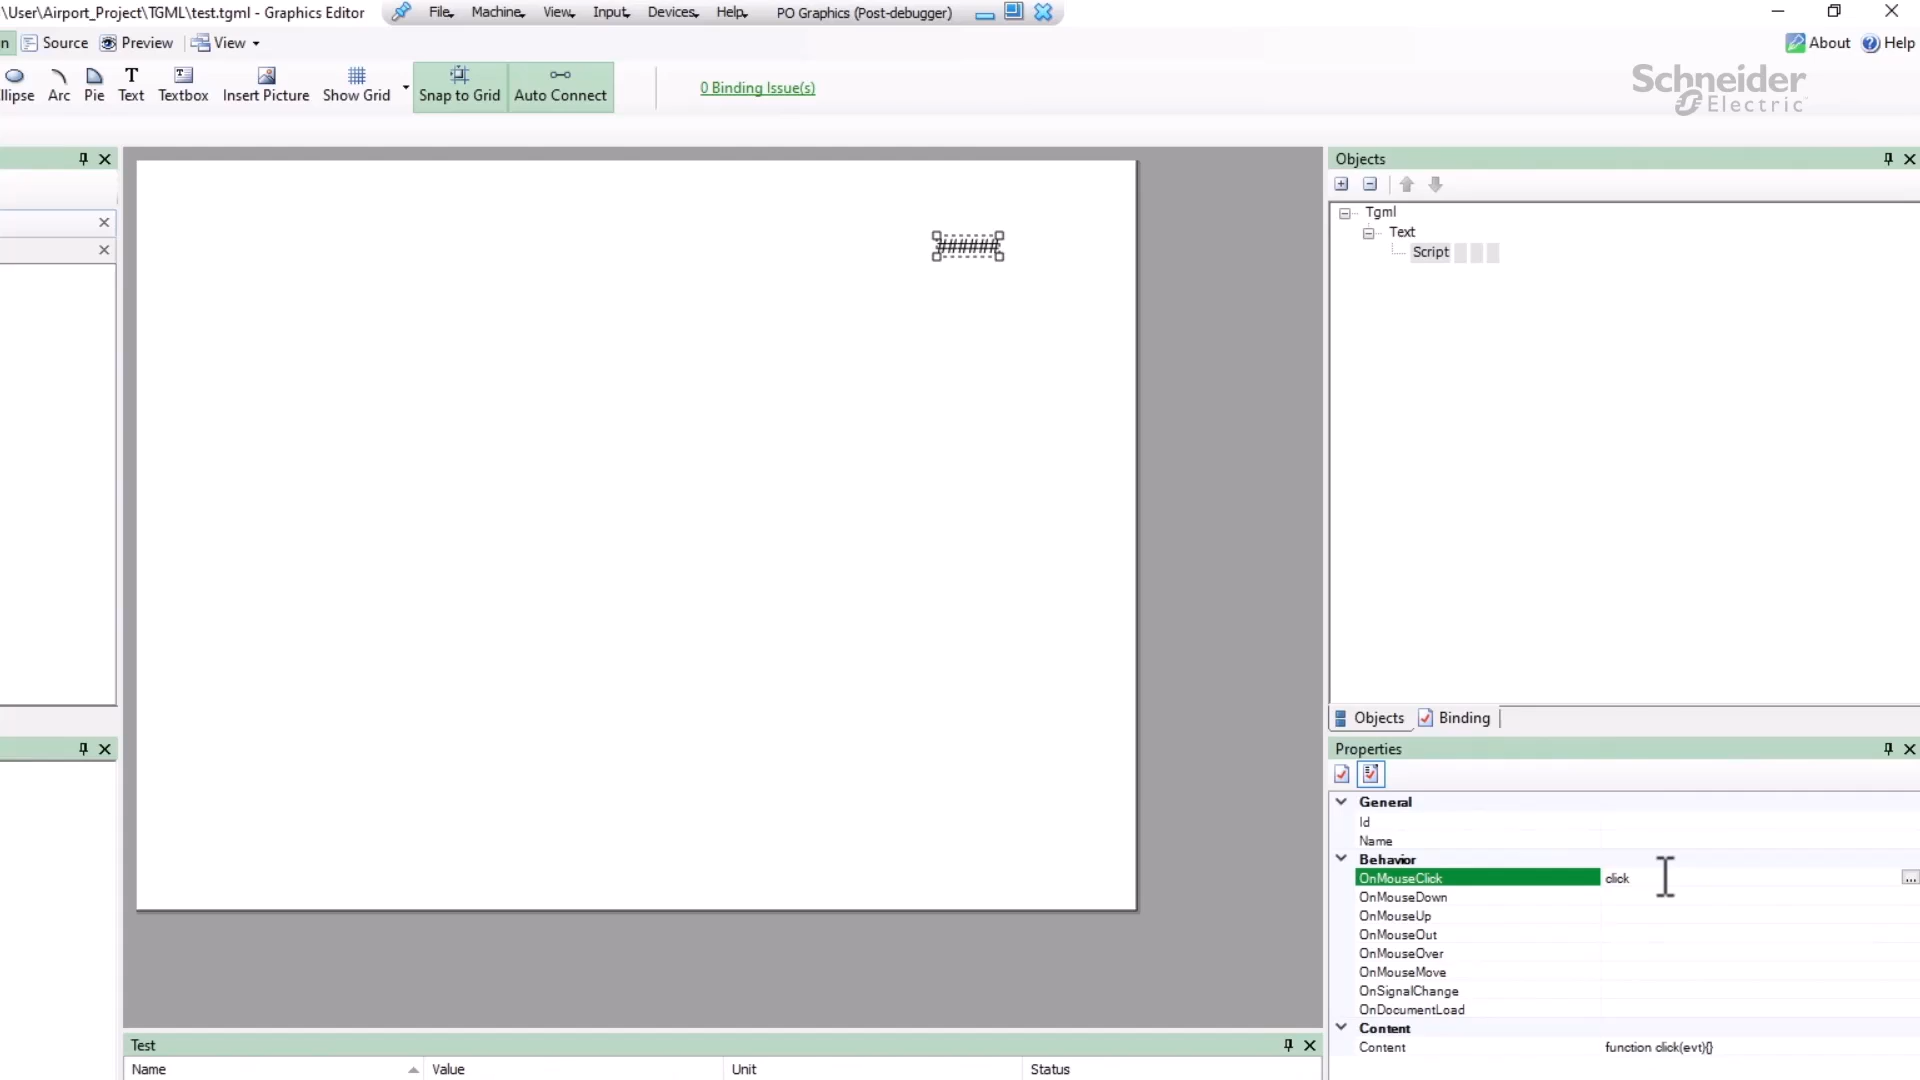 \User\Airport_Project\TGML\test.tgml - Graphics Editor
File Machine View Input Devices Help PO Graphics (Post-debugger)
n Source Preview View
About Help
llipse Arc Pie Text Textbox Insert Picture Show Grid Snap to Grid Auto Connect
0 Binding Issue(s)
Schneider
Electric
Objects
Tgml
Text
Script
######
Objects Binding
Properties
General
Id
Name
Behavior
OnMouseClick click ...
OnMouseDown
OnMouseUp
OnMouseOut
OnMouseOver
OnMouseMove
OnSignalChange
OnDocumentLoad
Content
Content function click(evt){}
Test
Name Value Unit Status